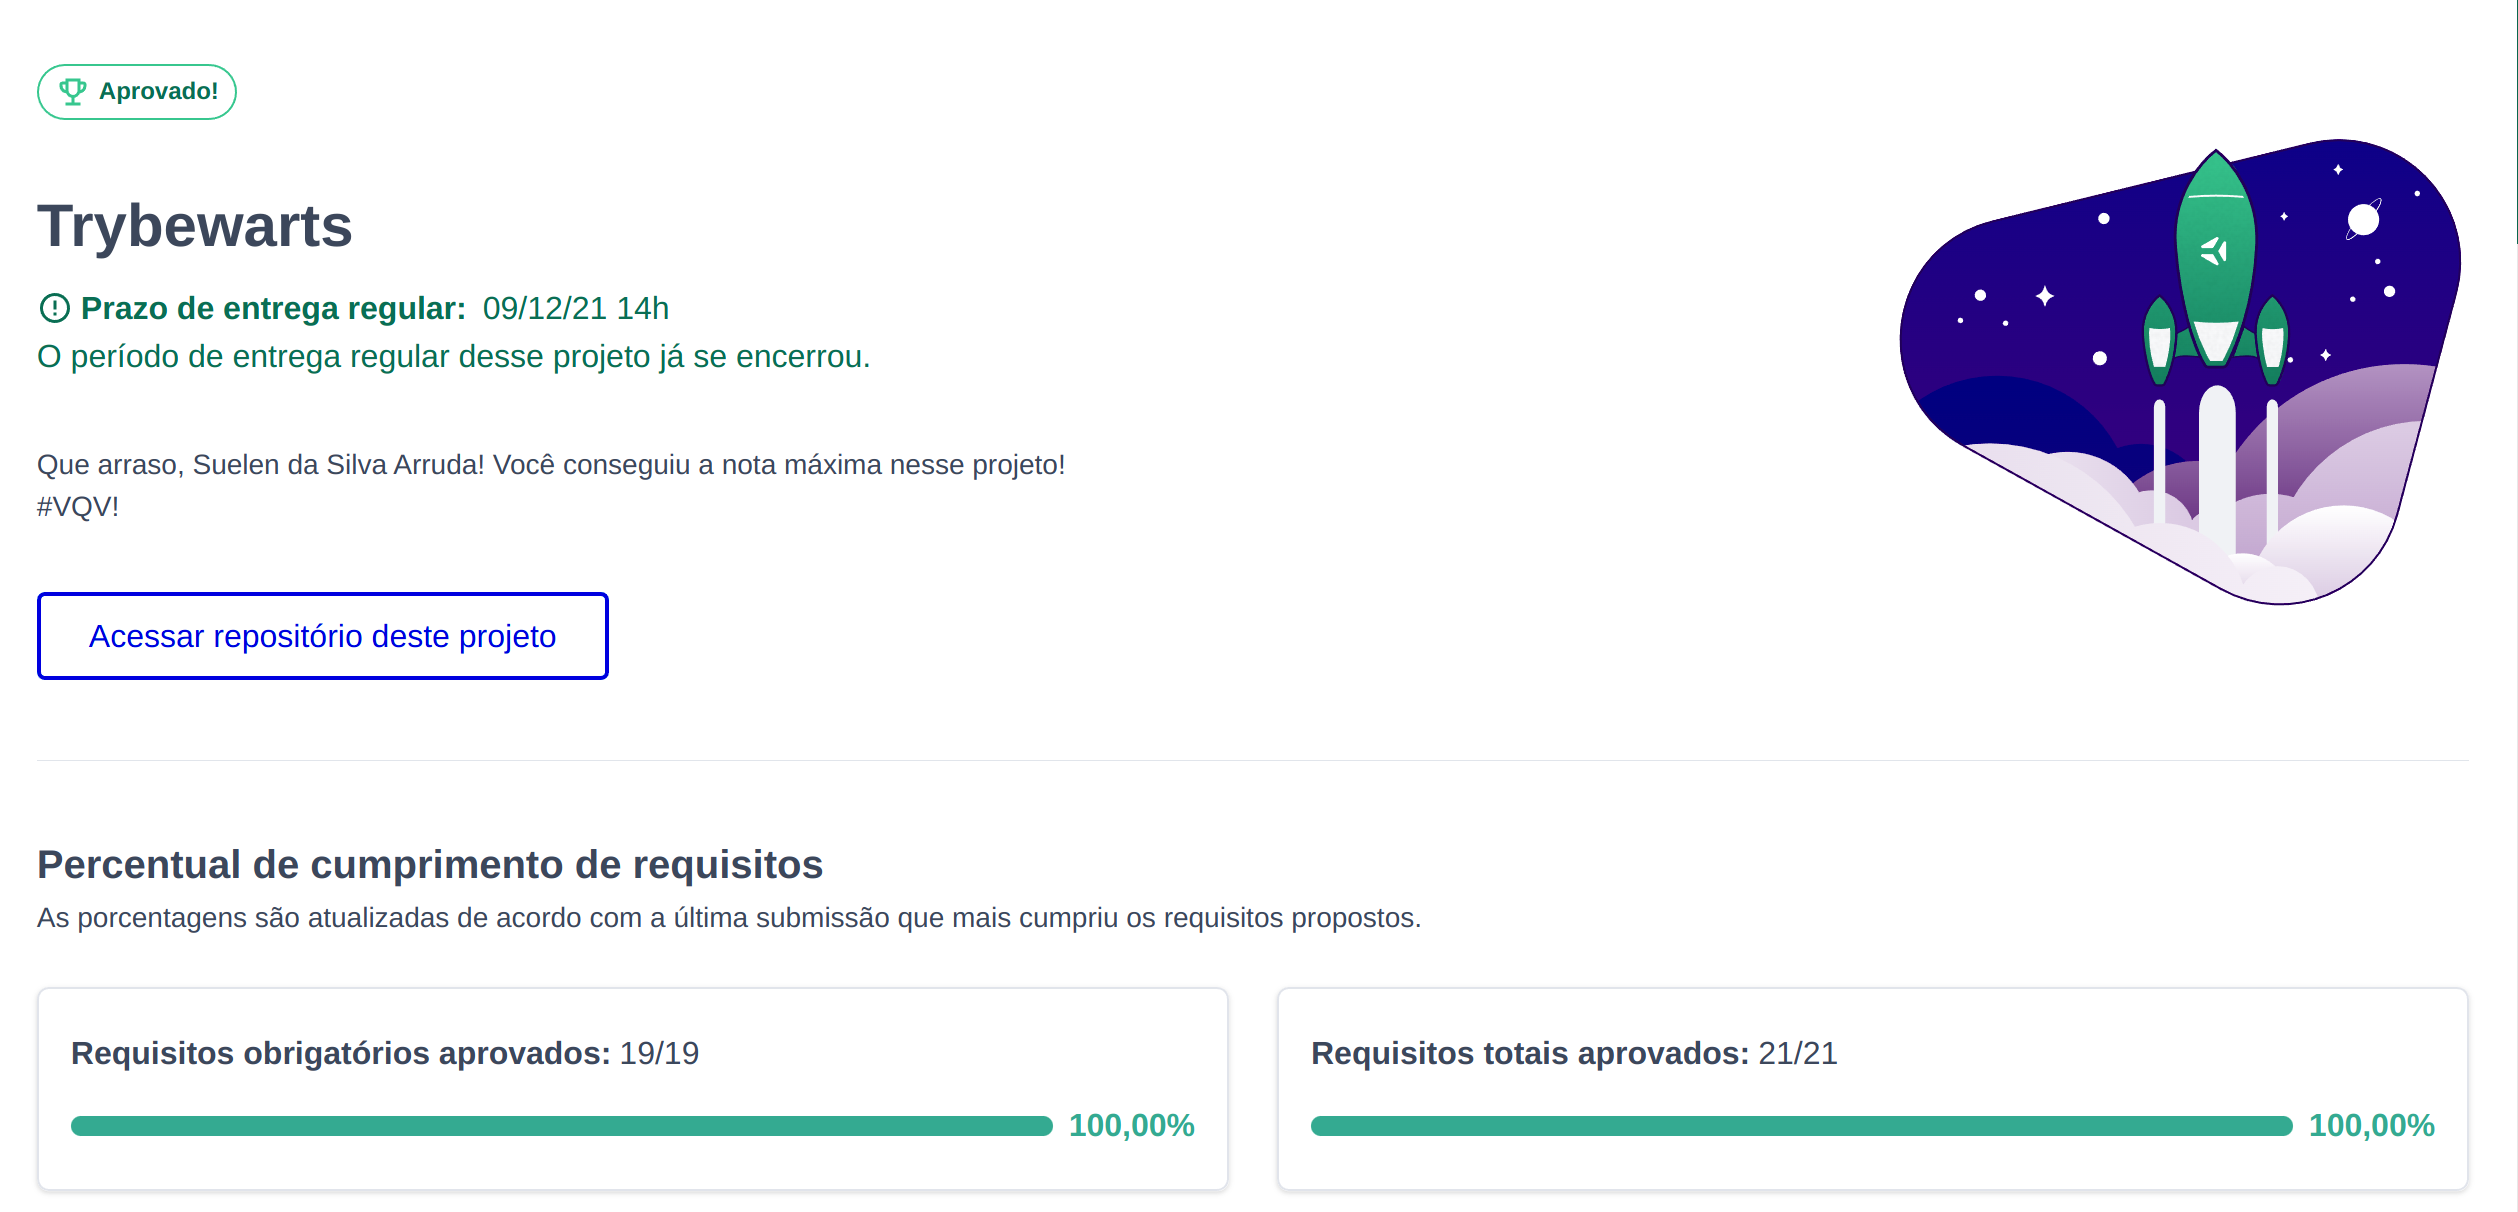 Aprovado!
Trybewarts
Prazo de entrega regular: 09/12/21 14h
O período de entrega regular desse projeto já se encerrou.
Que arraso, Suelen da Silva Arruda! Você conseguiu a nota máxima nesse projeto!
#VQV!
Acessar repositório deste projeto
Percentual de cumprimento de requisitos
As porcentagens são atualizadas de acordo com a última submissão que mais cumpriu os requisitos propostos.
Requisitos obrigatórios aprovados: 19/19
100,00%
Requisitos totais aprovados: 21/21
100,00%